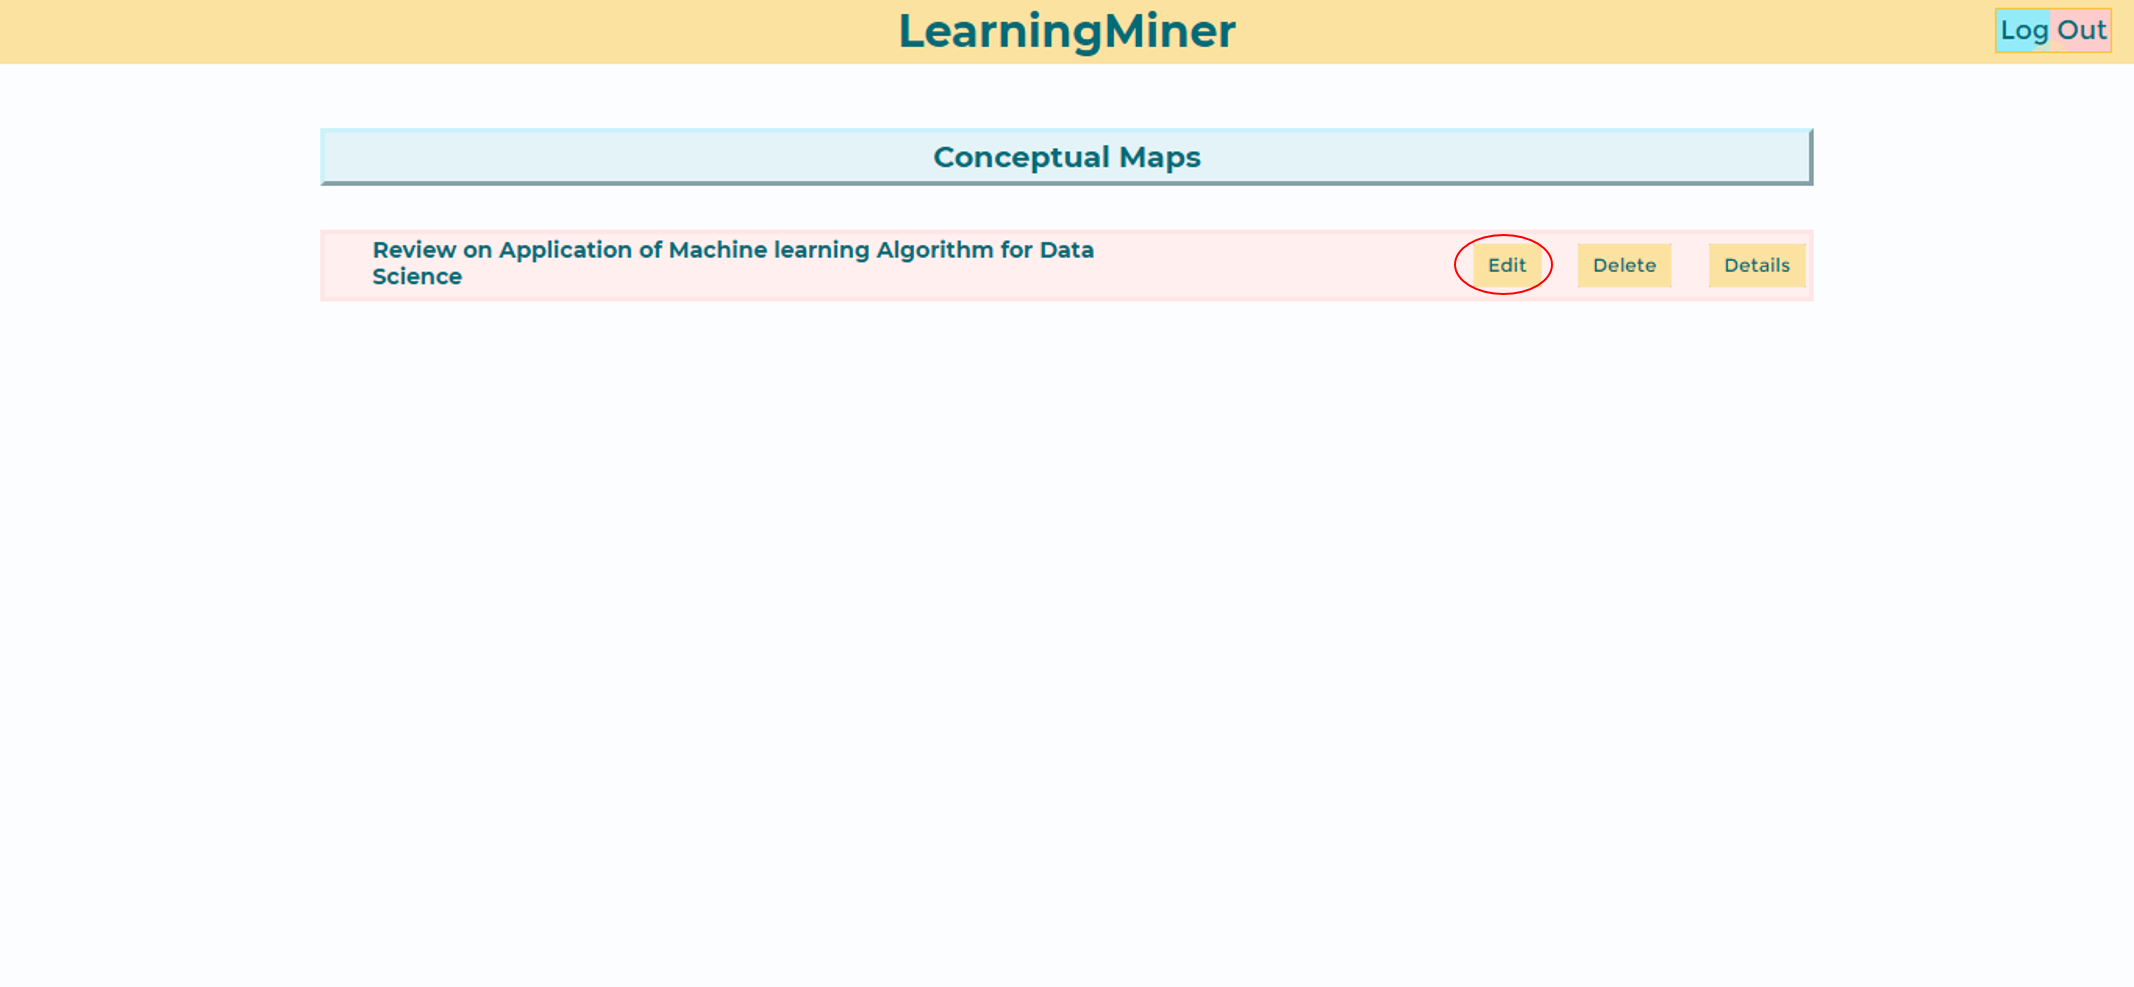 LearningMiner
Log Out
Conceptual Maps
Review on Application of Machine learning Algorithm for Data
Science
Edit
Delete
Details